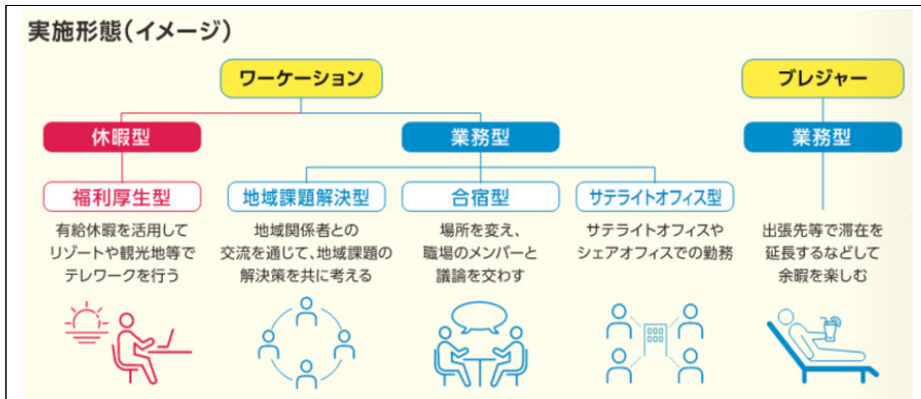 実施形態（イメージ）
ワーケーション
ブレジャー
休暇型
業務型
業務型
福利厚生型
地域課題解決型
合宿型
サテライトオフィス型
有給休暇を活用して
リゾートや観光地等で
テレワークを行う
地域関係者との
交流を通じて、地域課題の
解決策を共に考える
場所を変え、
職場のメンバーと
議論を交わす
サテライトオフィスや
シェアオフィスでの勤務
出張先等で滞在を
延長するなどして
余暇を楽しむ